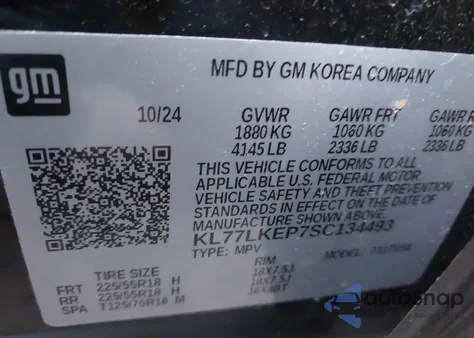 gm
MFD BY GM KOREA COMPANY
10/24 GVWR GAWR FRT GAWR R
1880 KG 1060 KG 1060 KG
4145 LB 2336 LB 2336 LB
THIS VEHICLE CONFORMS TO ALL
APPLICABLE U.S. FEDERAL MOTOR
VEHICLE SAFETY AND THEFT
PREVENTION STANDARDS IN
EFFECT ON THE DATE OF
MANUFACTURE SHOWN ABOVE.
KL77LKEP7SC134493
TYPE: MPV MODEL:
TIRE SIZE RIM
FRT 225/55R18 H 18X7.5J
RR 225/55R18 H 18X7.5J
SPA T125/70R16 M 16X4BT
autoSnap